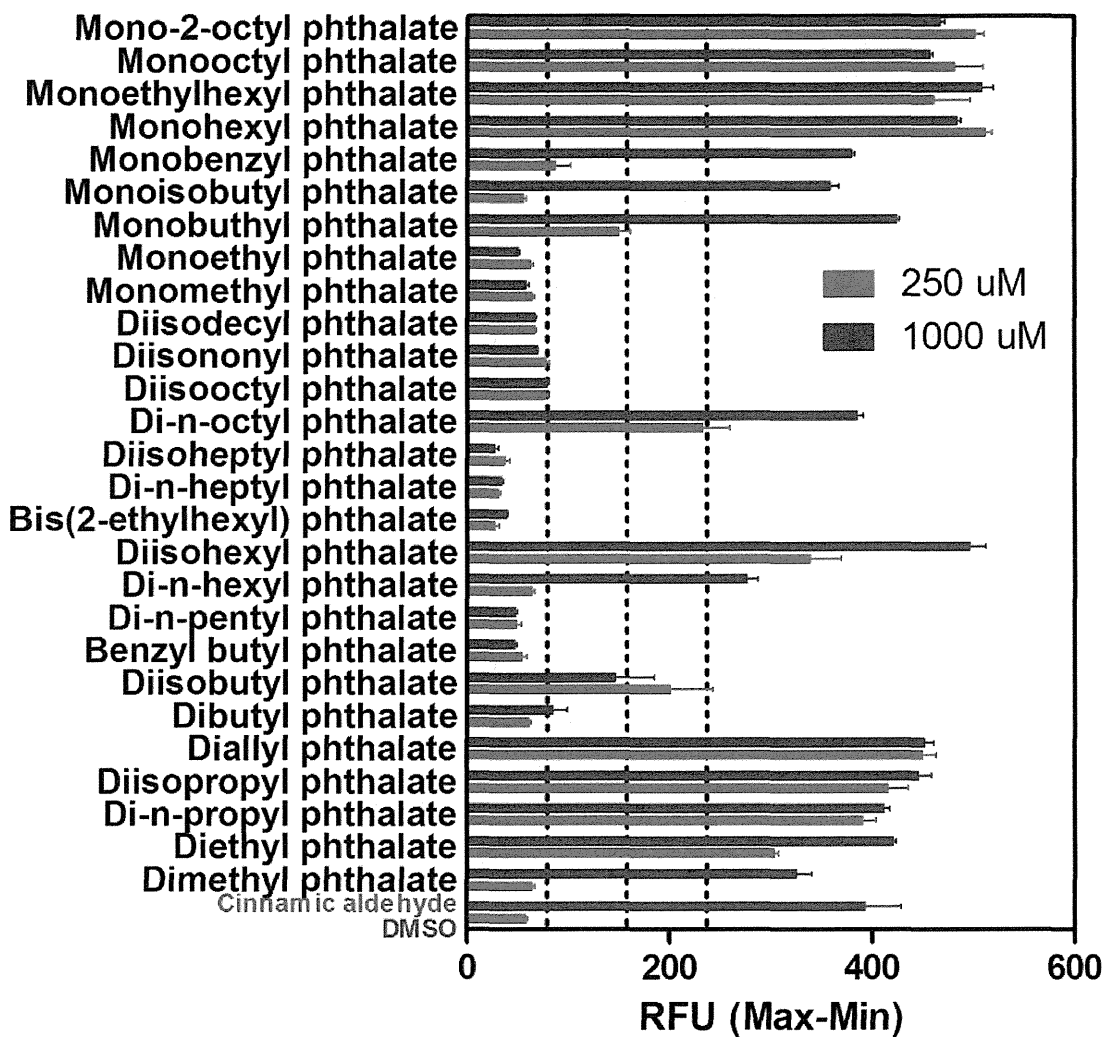 Mono-2-octyl phthalate
Monooctyl phthalate
Monoethylhexyl phthalate
Monohexyl phthalate
Monobenzyl phthalate
Monoisobutyl phthalate
Monobuthyl phthalate
Monoethyl phthalate
Monomethyl phthalate
Diisodecyl phthalate
Diisononyl phthalate
Diisooctyl phthalate
Di-n-octyl phthalate
Diisoheptyl phthalate
Di-n-heptyl phthalate
Bis(2-ethylhexyl) phthalate
Diisohexyl phthalate
Di-n-hexyl phthalate
Di-n-pentyl phthalate
Benzyl butyl phthalate
Diisobutyl phthalate
Dibutyl phthalate
Diallyl phthalate
Diisopropyl phthalate
Di-n-propyl phthalate
Diethyl phthalate
Dimethyl phthalate
Cinnamic aldehyde
DMSO
250 uM
1000 uM
0 200 400 600
RFU (Max-Min)